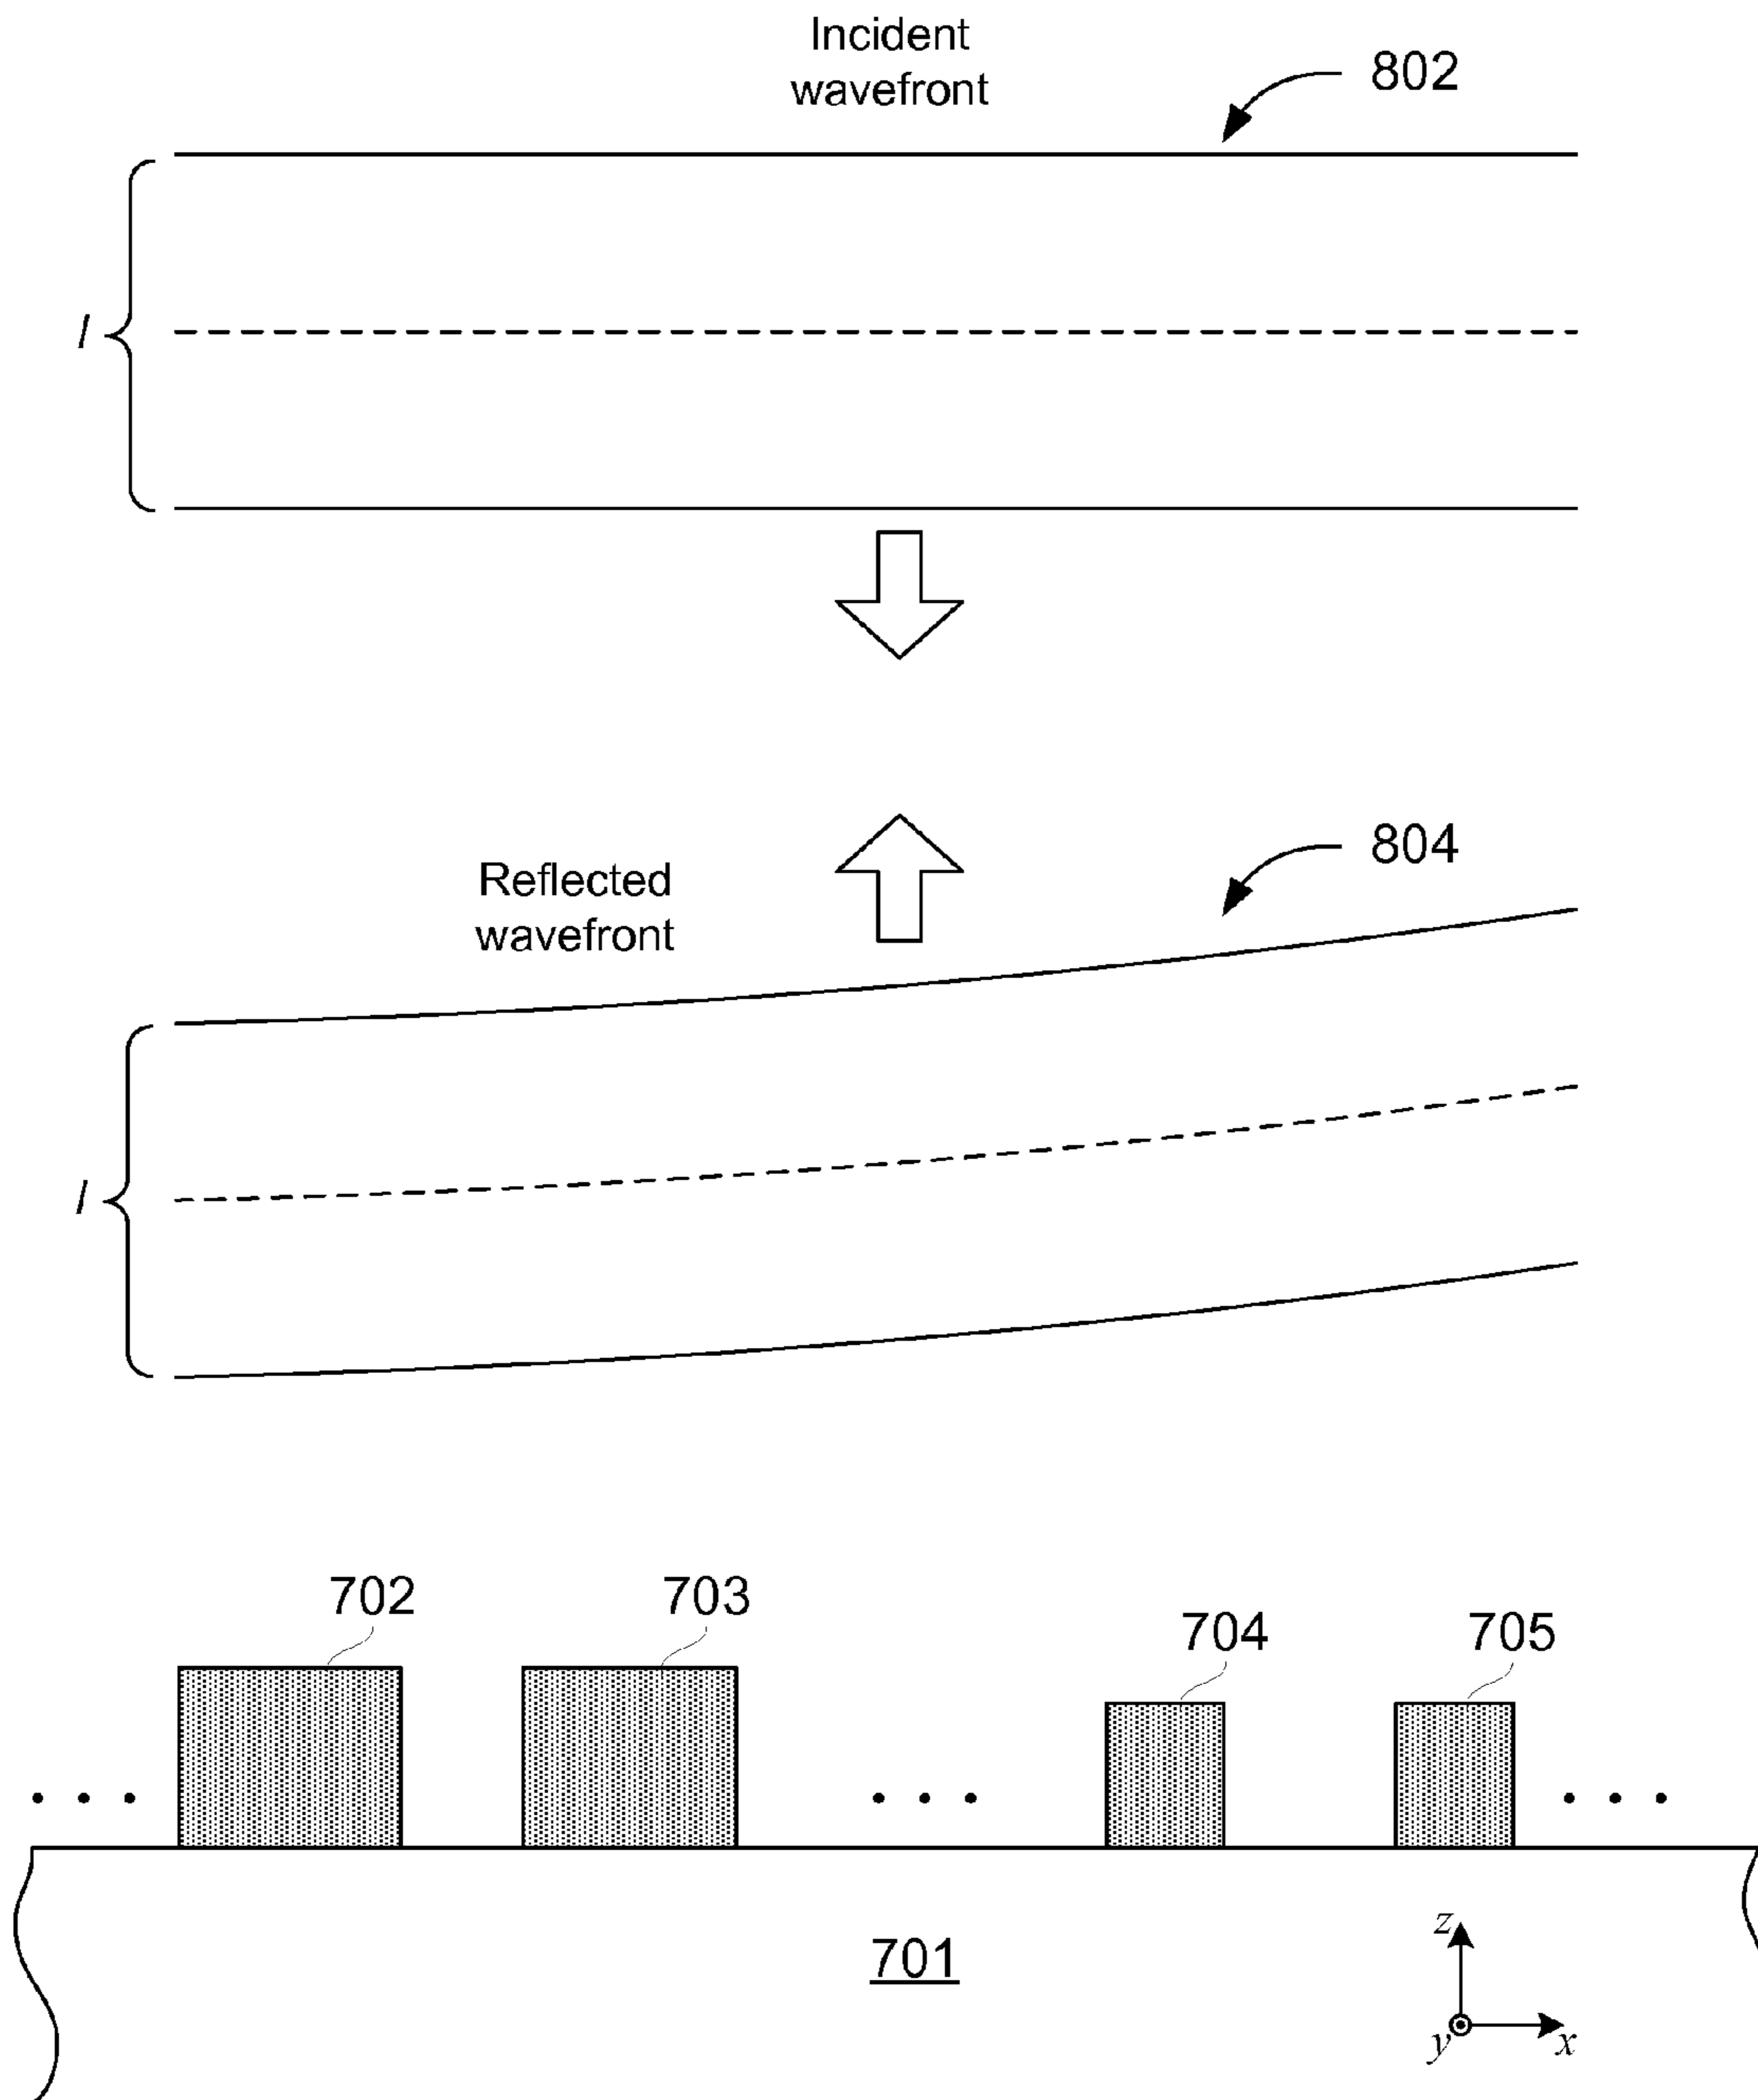 Incident
wavefront
802
l
804
Reflected
wavefront
l
702
703
704
705
701
z
y
x